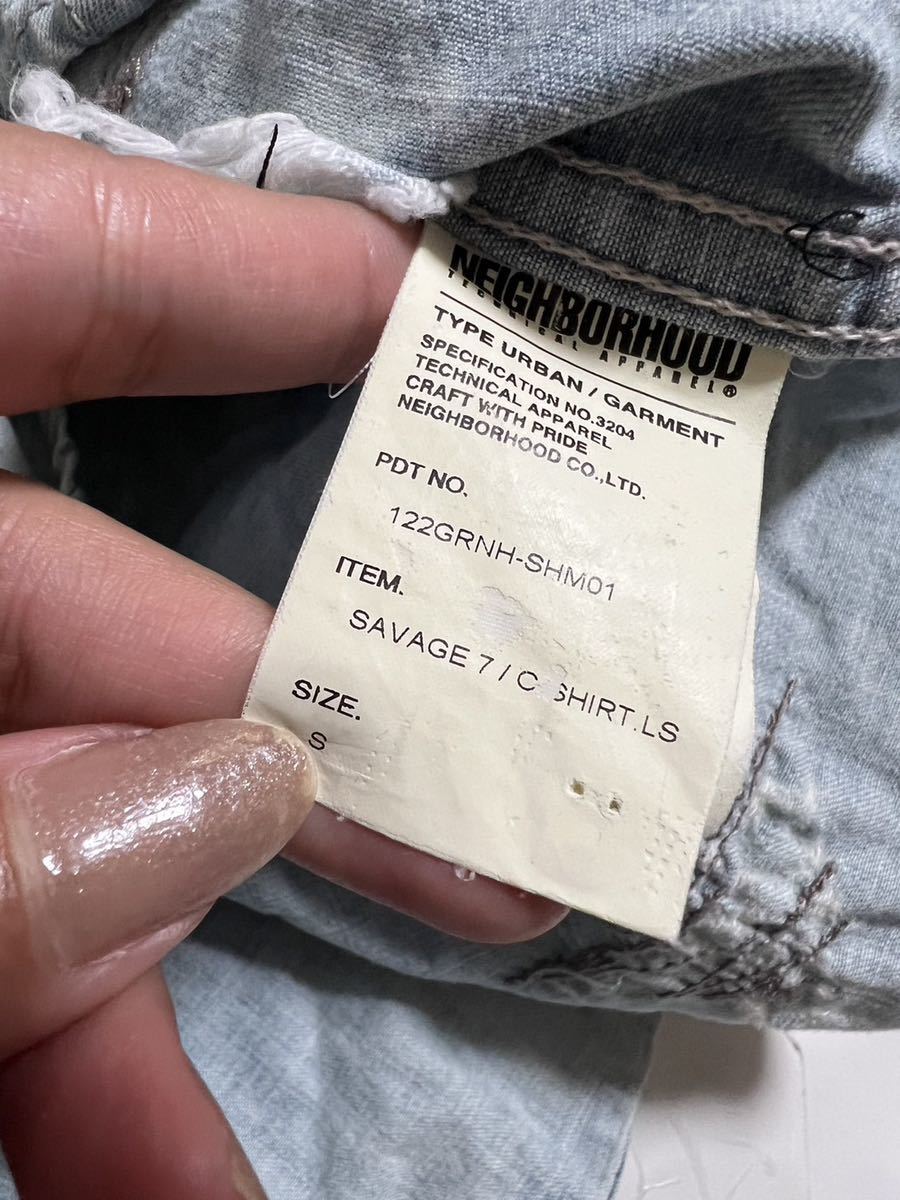 NEIGHBORHOOD
TECHNICAL APPAREL®
TYPE URBAN / GARMENT
SPECIFICATION NO.3204
TECHNICAL APPAREL
CRAFT WITH PRIDE
NEIGHBORHOOD CO.,LTD.
PDT NO.
122GRNH-SHM01
ITEM.
SAVAGE 7 / C-SHIRT.LS
SIZE.
S